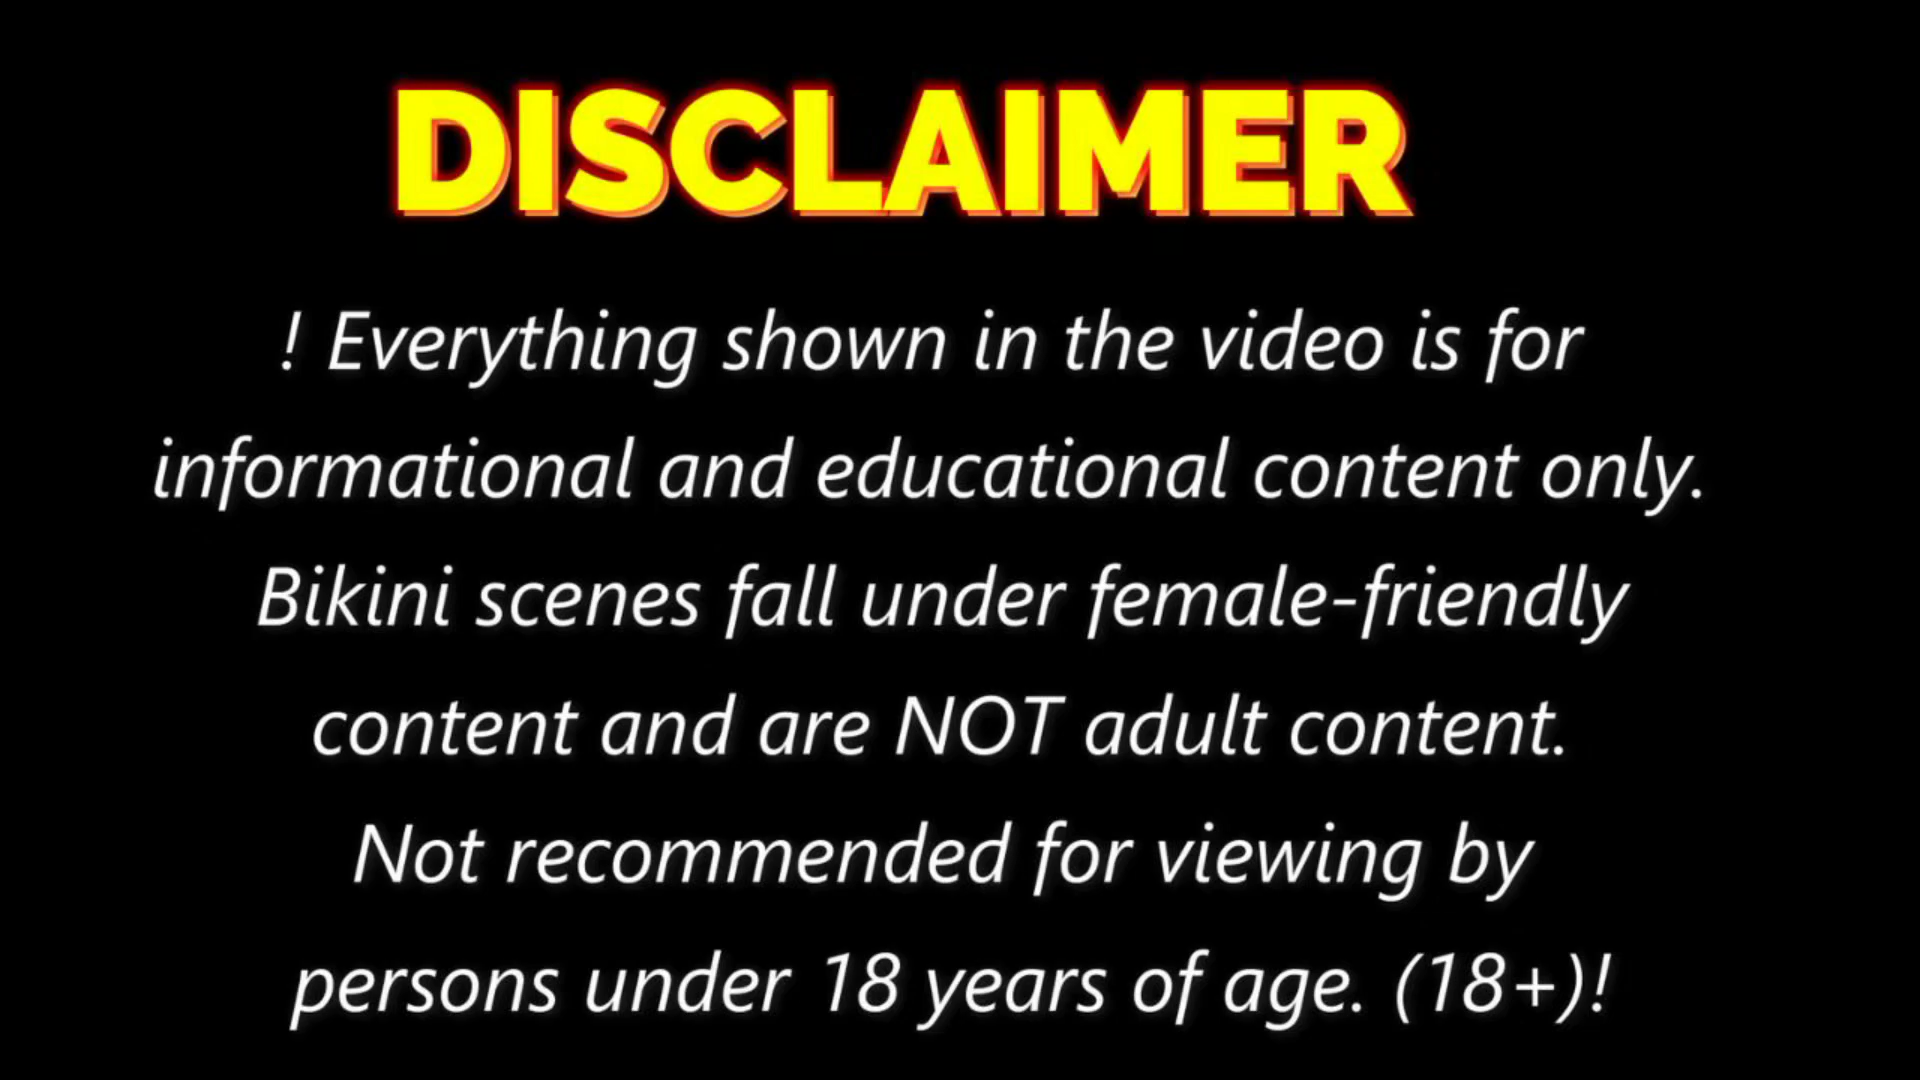 DISCLAIMER
! Everything shown in the video is for
informational and educational content only.
Bikini scenes fall under female-friendly
content and are NOT adult content.
Not recommended for viewing by
persons under 18 years of age. (18+)!